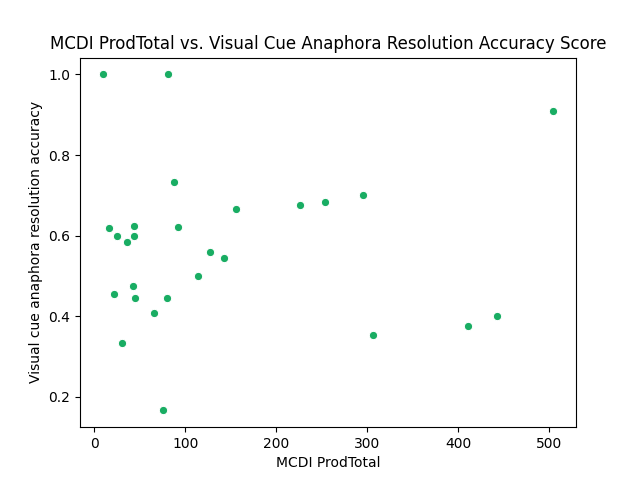 MCDI ProdTotal vs. Visual Cue Anaphora Resolution Accuracy Score
Visual cue anaphora resolution accuracy
1.0
0.8
0.6
0.4
0.2
0 100 200 300 400 500
MCDI ProdTotal